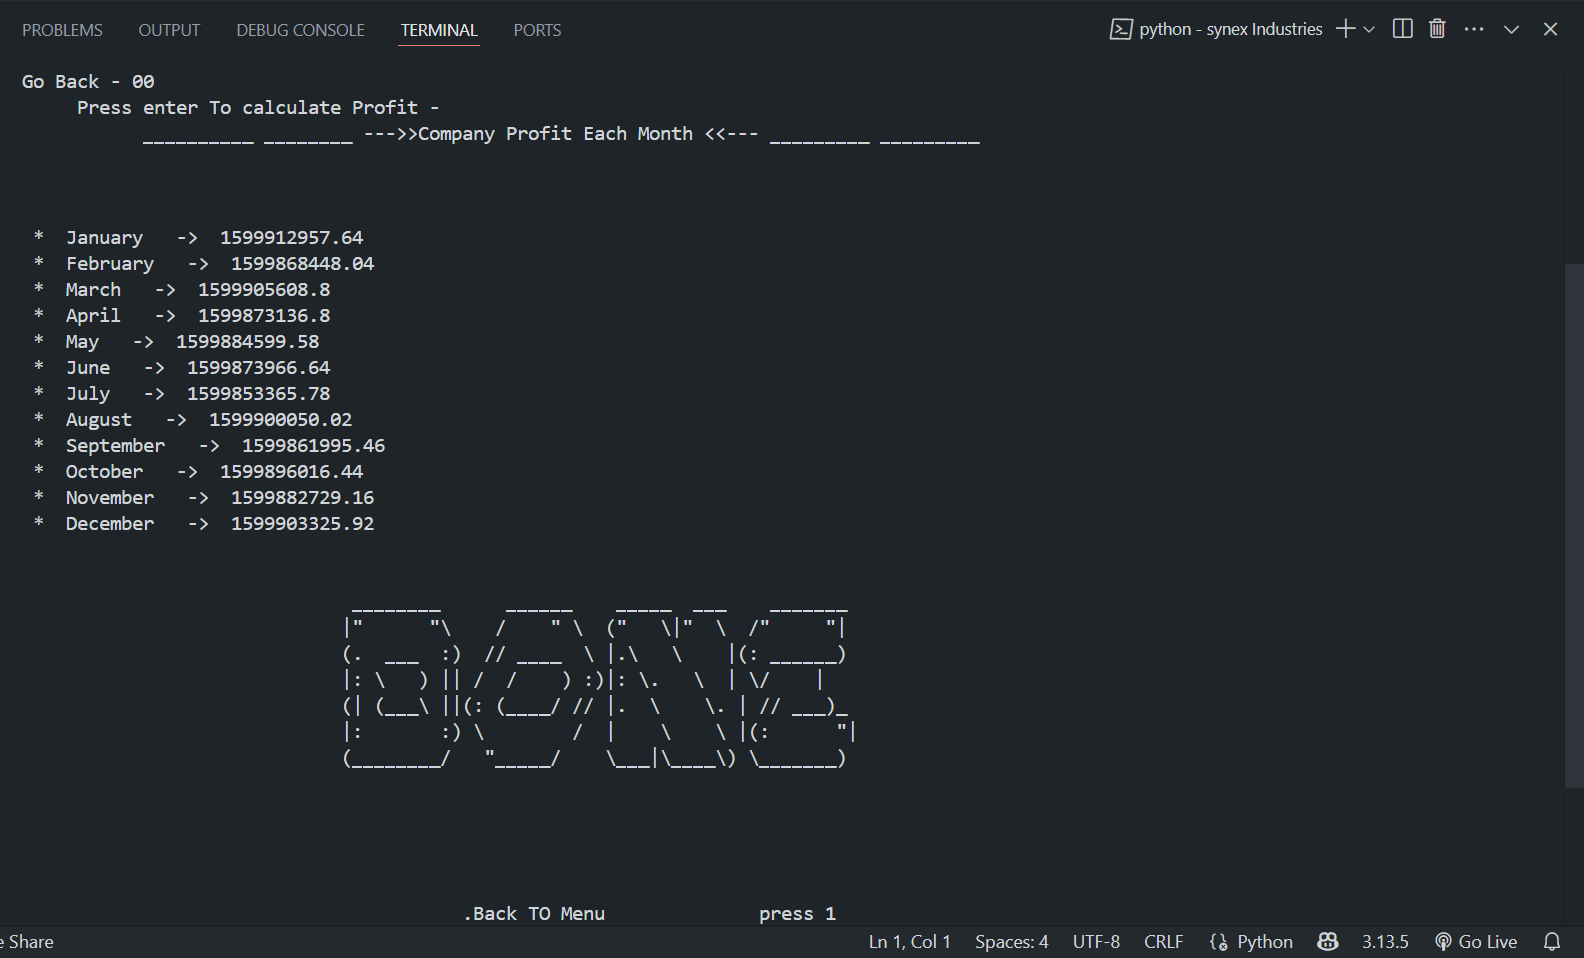 PROBLEMS OUTPUT DEBUG CONSOLE TERMINAL PORTS python - synex Industries
Go Back - 00
Press enter To calculate Profit -
__________ ________ --->>Company Profit Each Month <<--- _________ _________
* January -> 1599912957.64
* February -> 1599868448.04
* March -> 1599905608.8
* April -> 1599873136.8
* May -> 1599884599.58
* June -> 1599873966.64
* July -> 1599853365.78
* August -> 1599900050.02
* September -> 1599861995.46
* October -> 1599896016.44
* November -> 1599882729.16
* December -> 1599903325.92
DONE
.Back TO Menu press 1
e Share Ln 1, Col 1 Spaces: 4 UTF-8 CRLF Python 3.13.5 Go Live